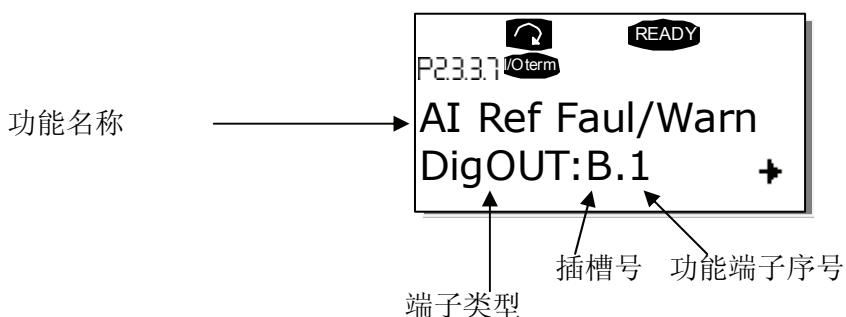 READY
P2.3.3.7 I/O term
功能名称
AI Ref Faul/Warn
DigOUT:B.1
插槽号 功能端子序号
端子类型